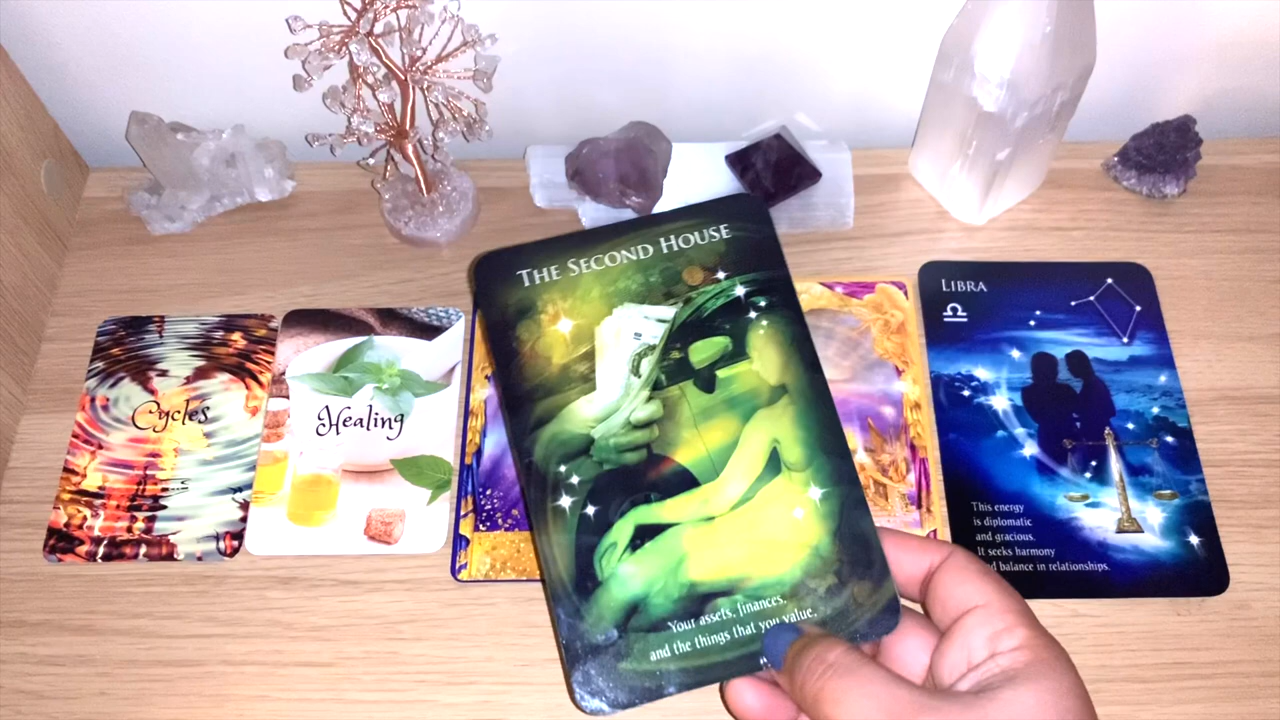 Cycles
Healing
THE SECOND HOUSE
Your assets, finances,
and the things that you value.
LIBRA
This energy
is diplomatic
and gracious.
It seeks harmony
balance in relationships.